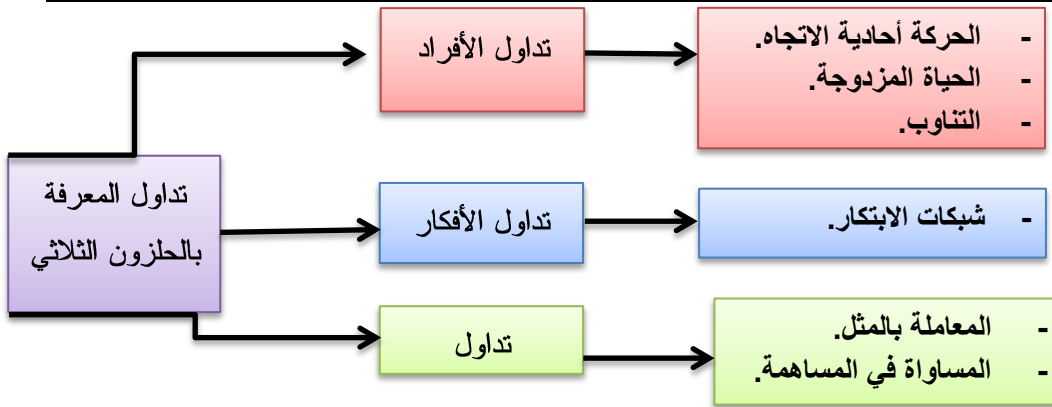 تداول المعرفة
بالحلزون الثلاثي
تداول الأفراد
- الحركة أحادية الاتجاه.
- الحياة المزدوجة.
- التناوب.
تداول الأفكار
- شبكات الابتكار.
تداول
- المعاملة بالمثل.
- المساواة في المساهمة.